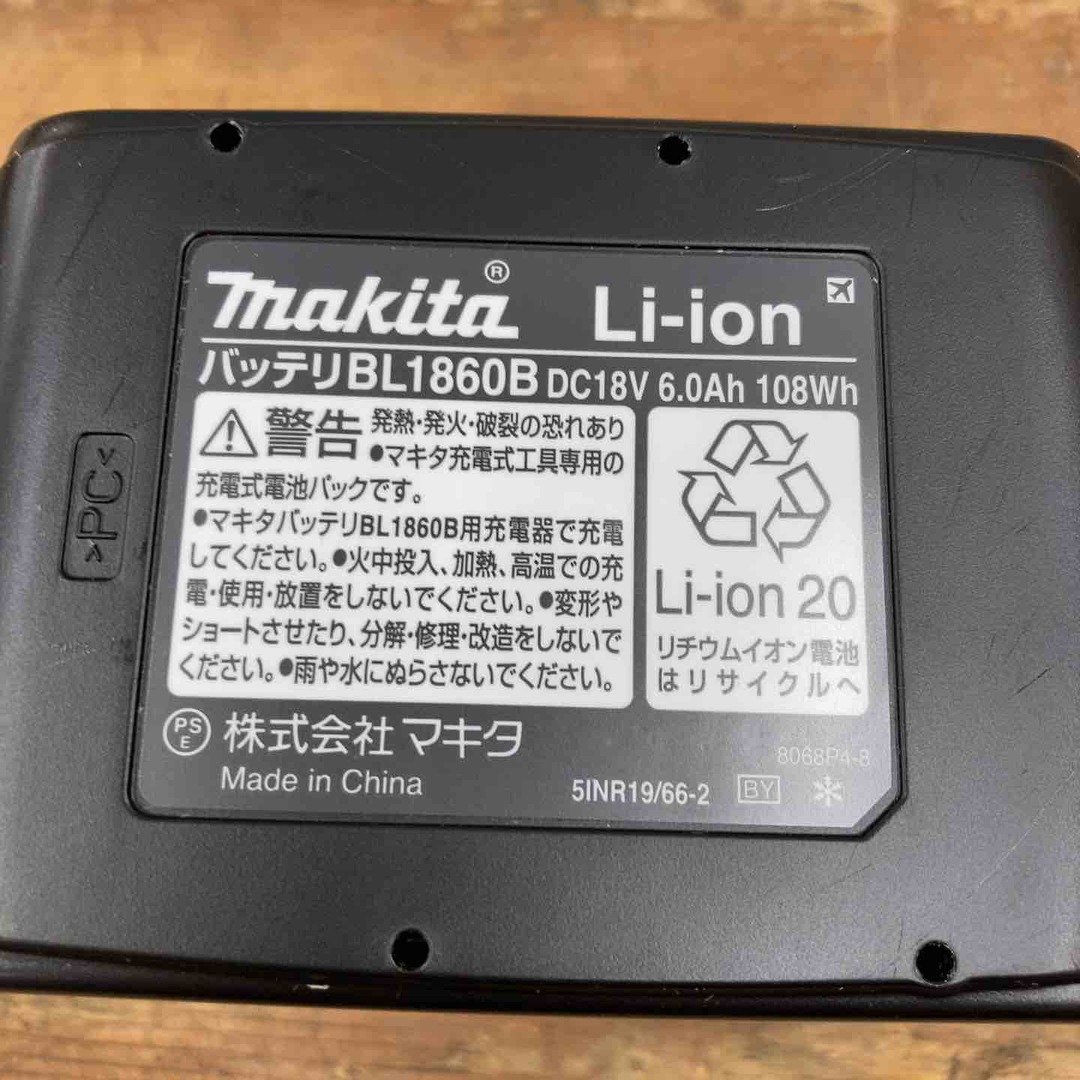 makita® Li-ion
バッテリBL1860B DC18V 6.0Ah 108Wh
警告 発熱・発火・破裂の恐れあり
●マキタ充電式工具専用の
充電式電池パックです。
●マキタバッテリBL1860B用充電器で充電
してください。●火中投入、加熱、高温での充
電・使用・放置をしないでください。●変形や
ショートさせたり、分解・修理・改造をしないで
ください。●雨や水にぬらさないでください。
Li-ion 20
リチウムイオン電池
はリサイクルへ
PSE 株式会社マキタ
Made in China
8068P4-8
5INR19/66-2 BY
>PC<